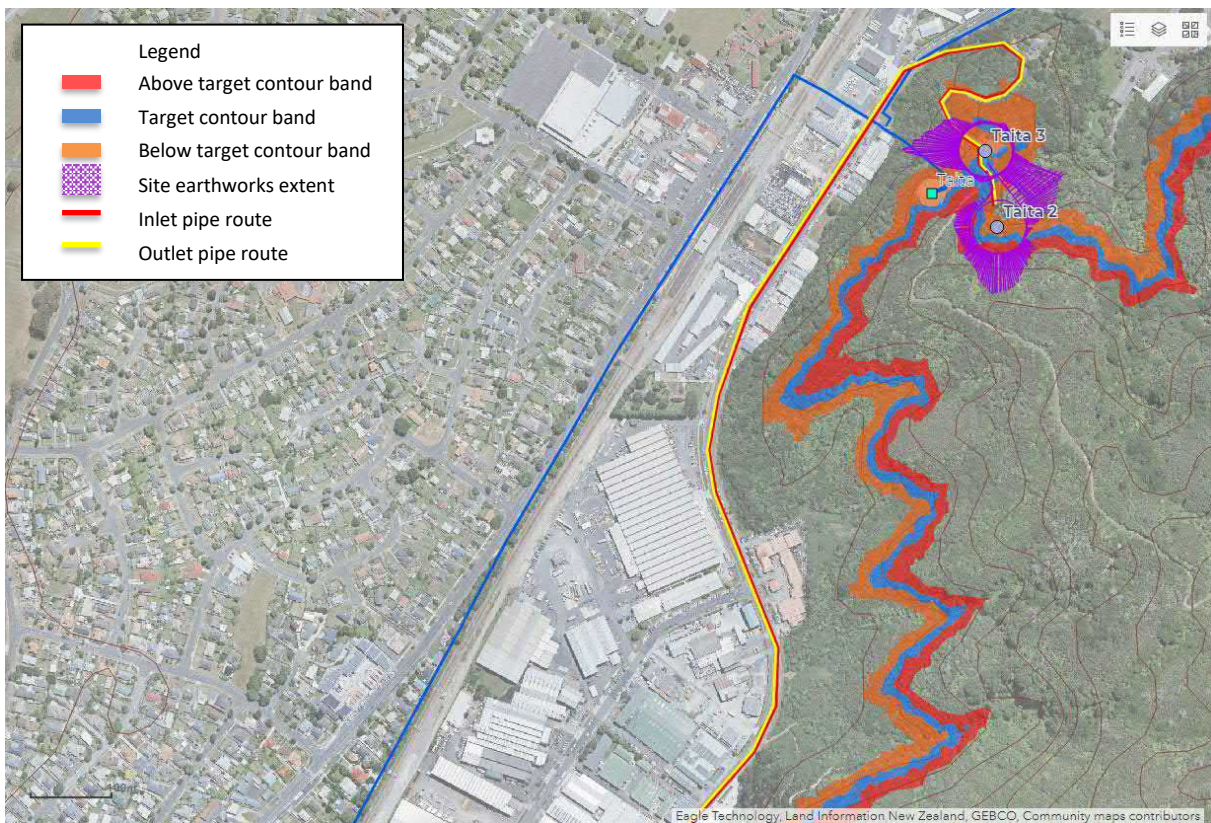 Legend
Above target contour band
Target contour band
Below target contour band
Site earthworks extent
Inlet pipe route
Outlet pipe route
Taita 3
Taita
Taita 2
Eagle Technology, Land Information New Zealand, GEBCO, Community maps contributors